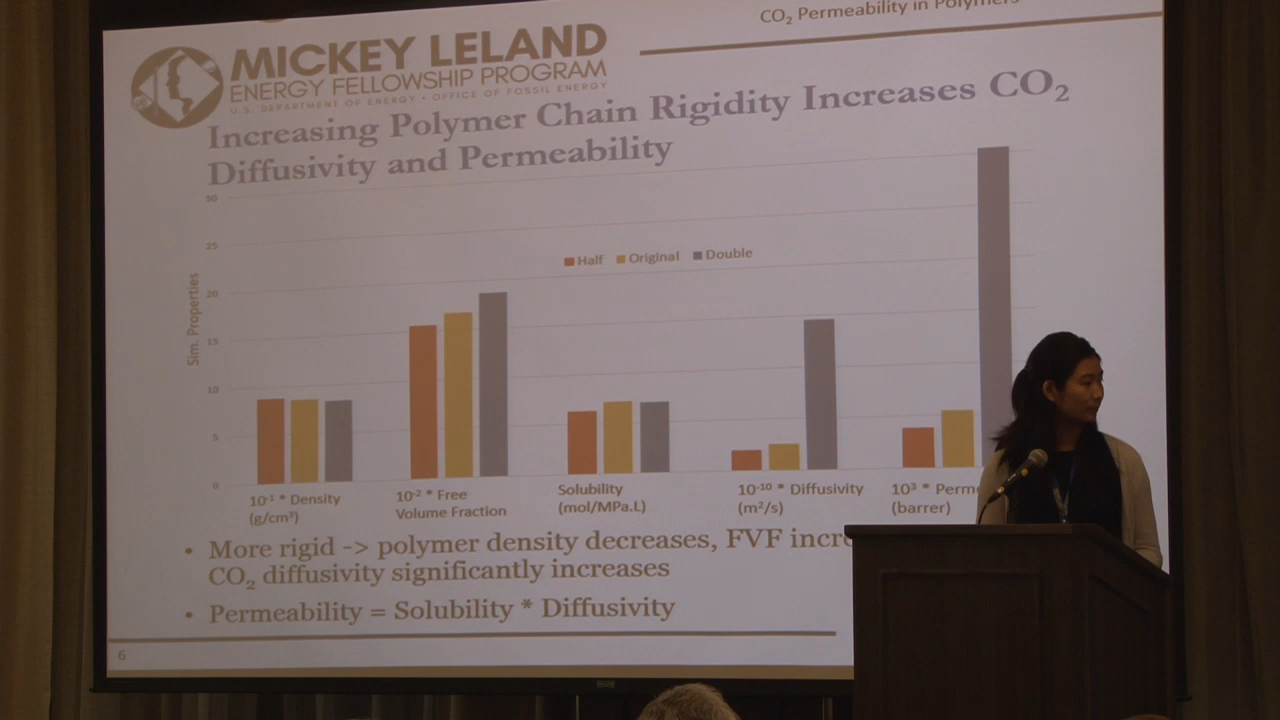 CO₂ Permeability in Polymers
MICKEY LELAND
ENERGY FELLOWSHIP PROGRAM
U.S. DEPARTMENT OF ENERGY • OFFICE OF FOSSIL ENERGY
Increasing Polymer Chain Rigidity Increases CO₂
Diffusivity and Permeability
30
25
20
15
10
5
0
Sim. Properties
Half Original Double
10⁻¹ * Density
(g/cm³)
10⁻² * Free
Volume Fraction
Solubility
(mol/MPa.L)
10⁻¹⁰ * Diffusivity
(m²/s)
10³ * Perm
(barrer)
• More rigid -> polymer density decreases, FVF incr
CO₂ diffusivity significantly increases
• Permeability = Solubility * Diffusivity
6